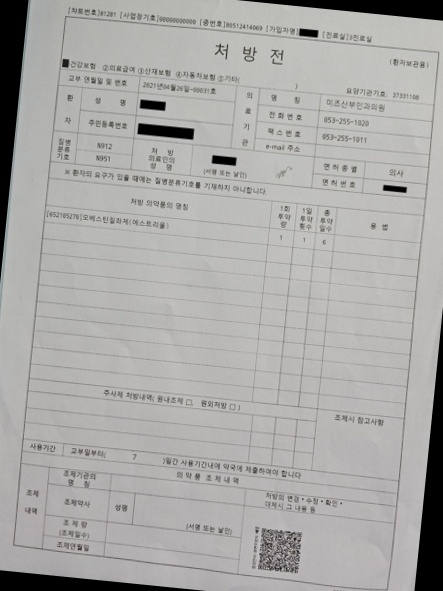 [차트번호]81281 [사업장기호]00000000000 [증번호]80512414069 [가입자명] [진료실]3진료실
처 방 전
(환자보관용)
건강보험 ②의료급여 ③산재보험 ④자동차보험 ⑤기타( )
요양기관기호: 37331108
교부 연월일 및 번호 2021년04월26일-00031호
의료기관
명 칭 미즈산부인과의원
전화번호 053-255-1020
팩스번호 053-255-1011
e-mail 주소
환자
성 명
주민등록번호
질병분류기호
N912
N951
처 방
의료인의
성 명
(서명 또는 날인)
면허종별 의사
면허번호
※ 환자의 요구가 있을 때에는 질병분류기호를 기재하지 아니합니다
처방 의약품의 명칭
1회투약량
1일투약횟수
총투약일수
용 법
[652105270]오베스틴질좌제(에스트리올) 1 1 6
주사제 처방내역( 원내조제 □, 원외처방 □ )
조제시 참고사항
사용기간 교부일부터( 7 )일간 사용기간내에 약국에 제출하여야 합니다
의 약 품 조 제 내 역
조제내역
조제기관의
명 칭
처방의 변경·수정·확인·
대체시 그 내용 등
조제약사 성명
(서명 또는 날인)
조 제 량
(조제일수)
조제연월일